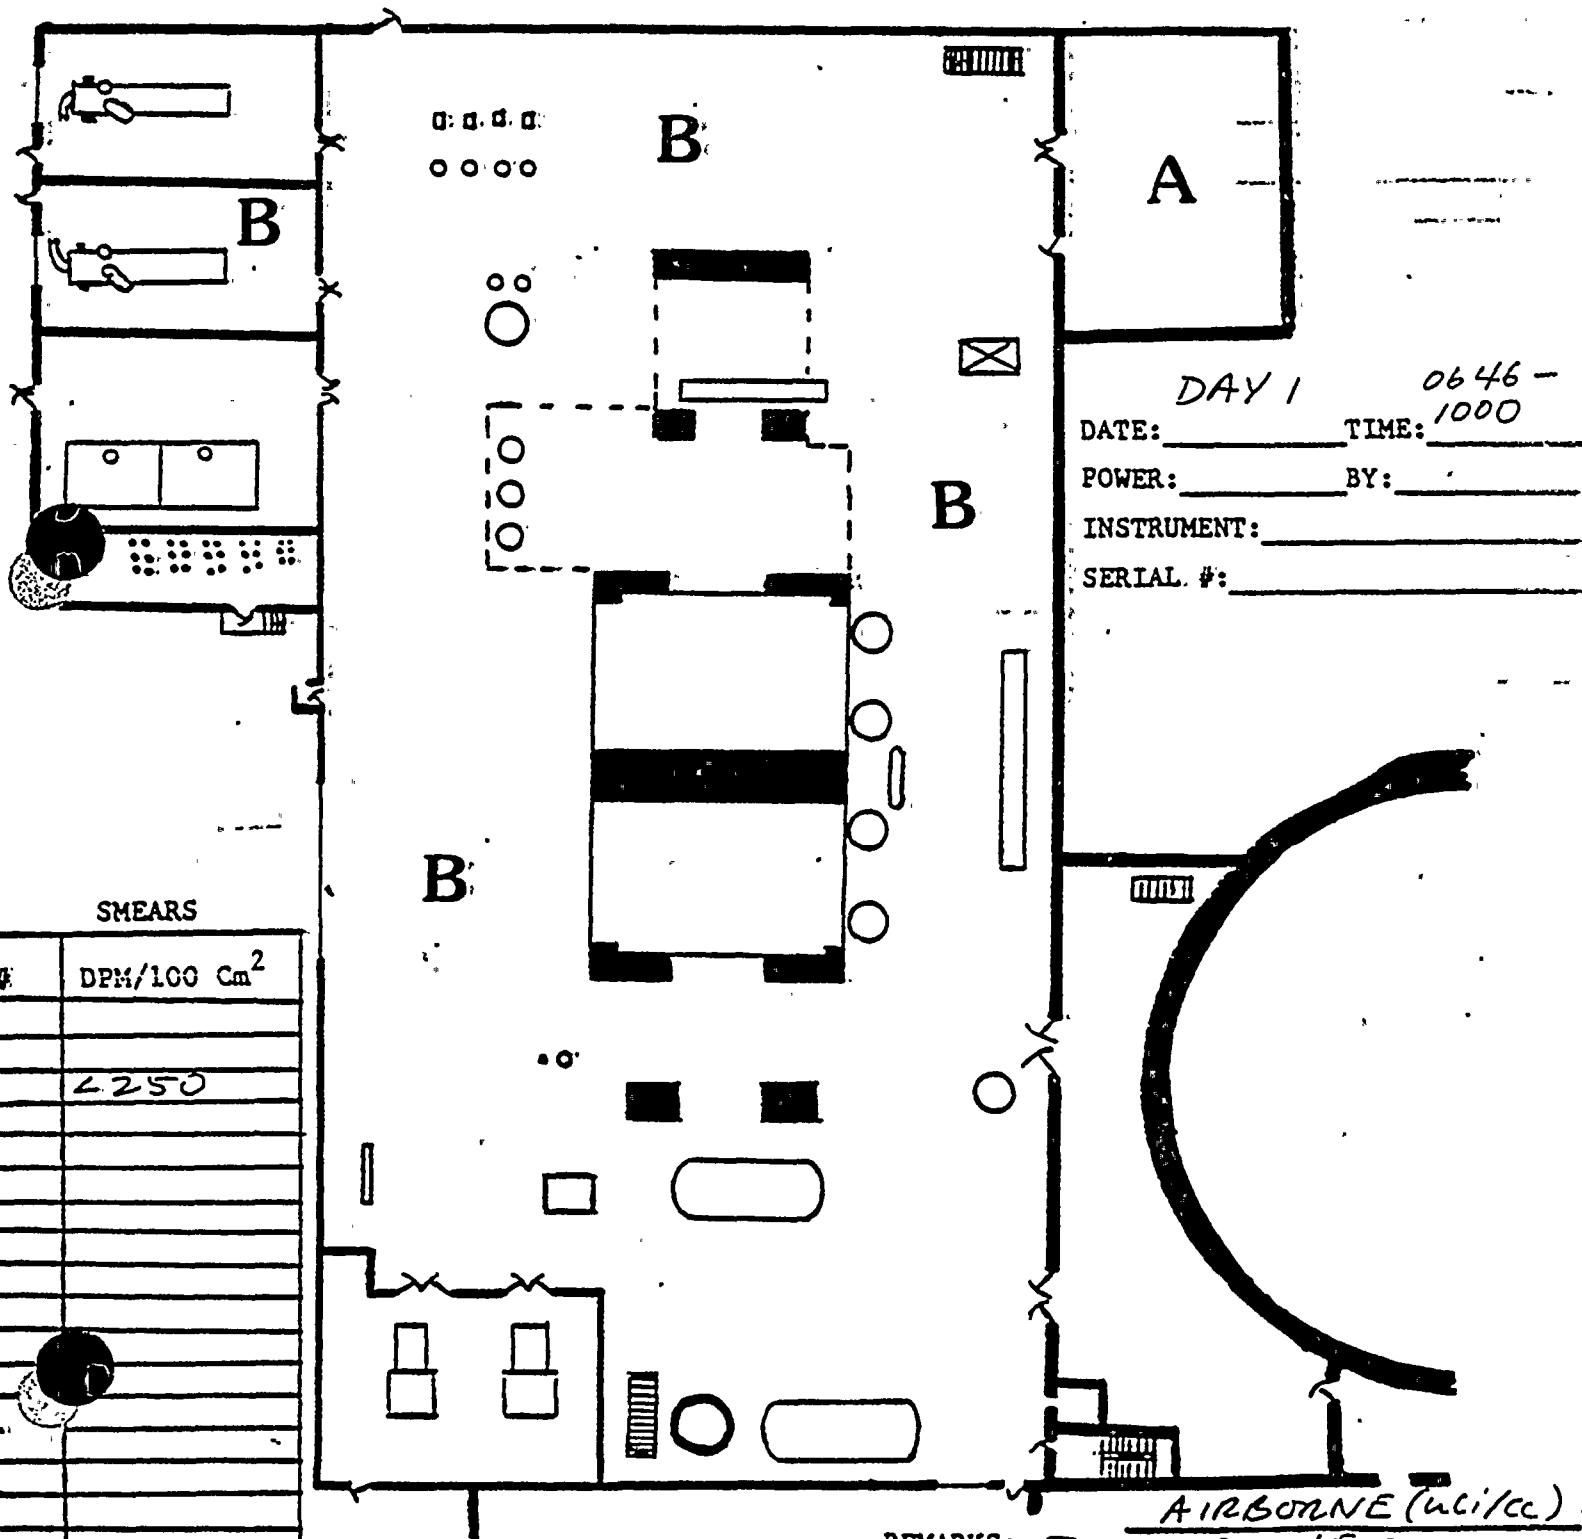 B
A
B
DAY 1 0646 -
1000
DATE: TIME:
POWER: BY:
B
INSTRUMENT:
SERIAL #:
B
SMEARS
# DPM/100 Cm²
<250
AIRBORNE (uCi/cc)
REMARKS: